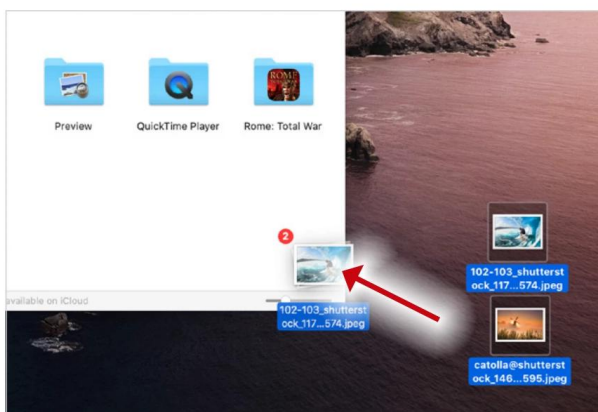 ROME
Preview
QuickTime Player
Rome: Total War
2
102-103_shutterst
ock_117...574.jpeg
available on iCloud
102-103_shutterst
ock_117...574.jpeg
catolla@shutterst
ock_146...595.jpeg